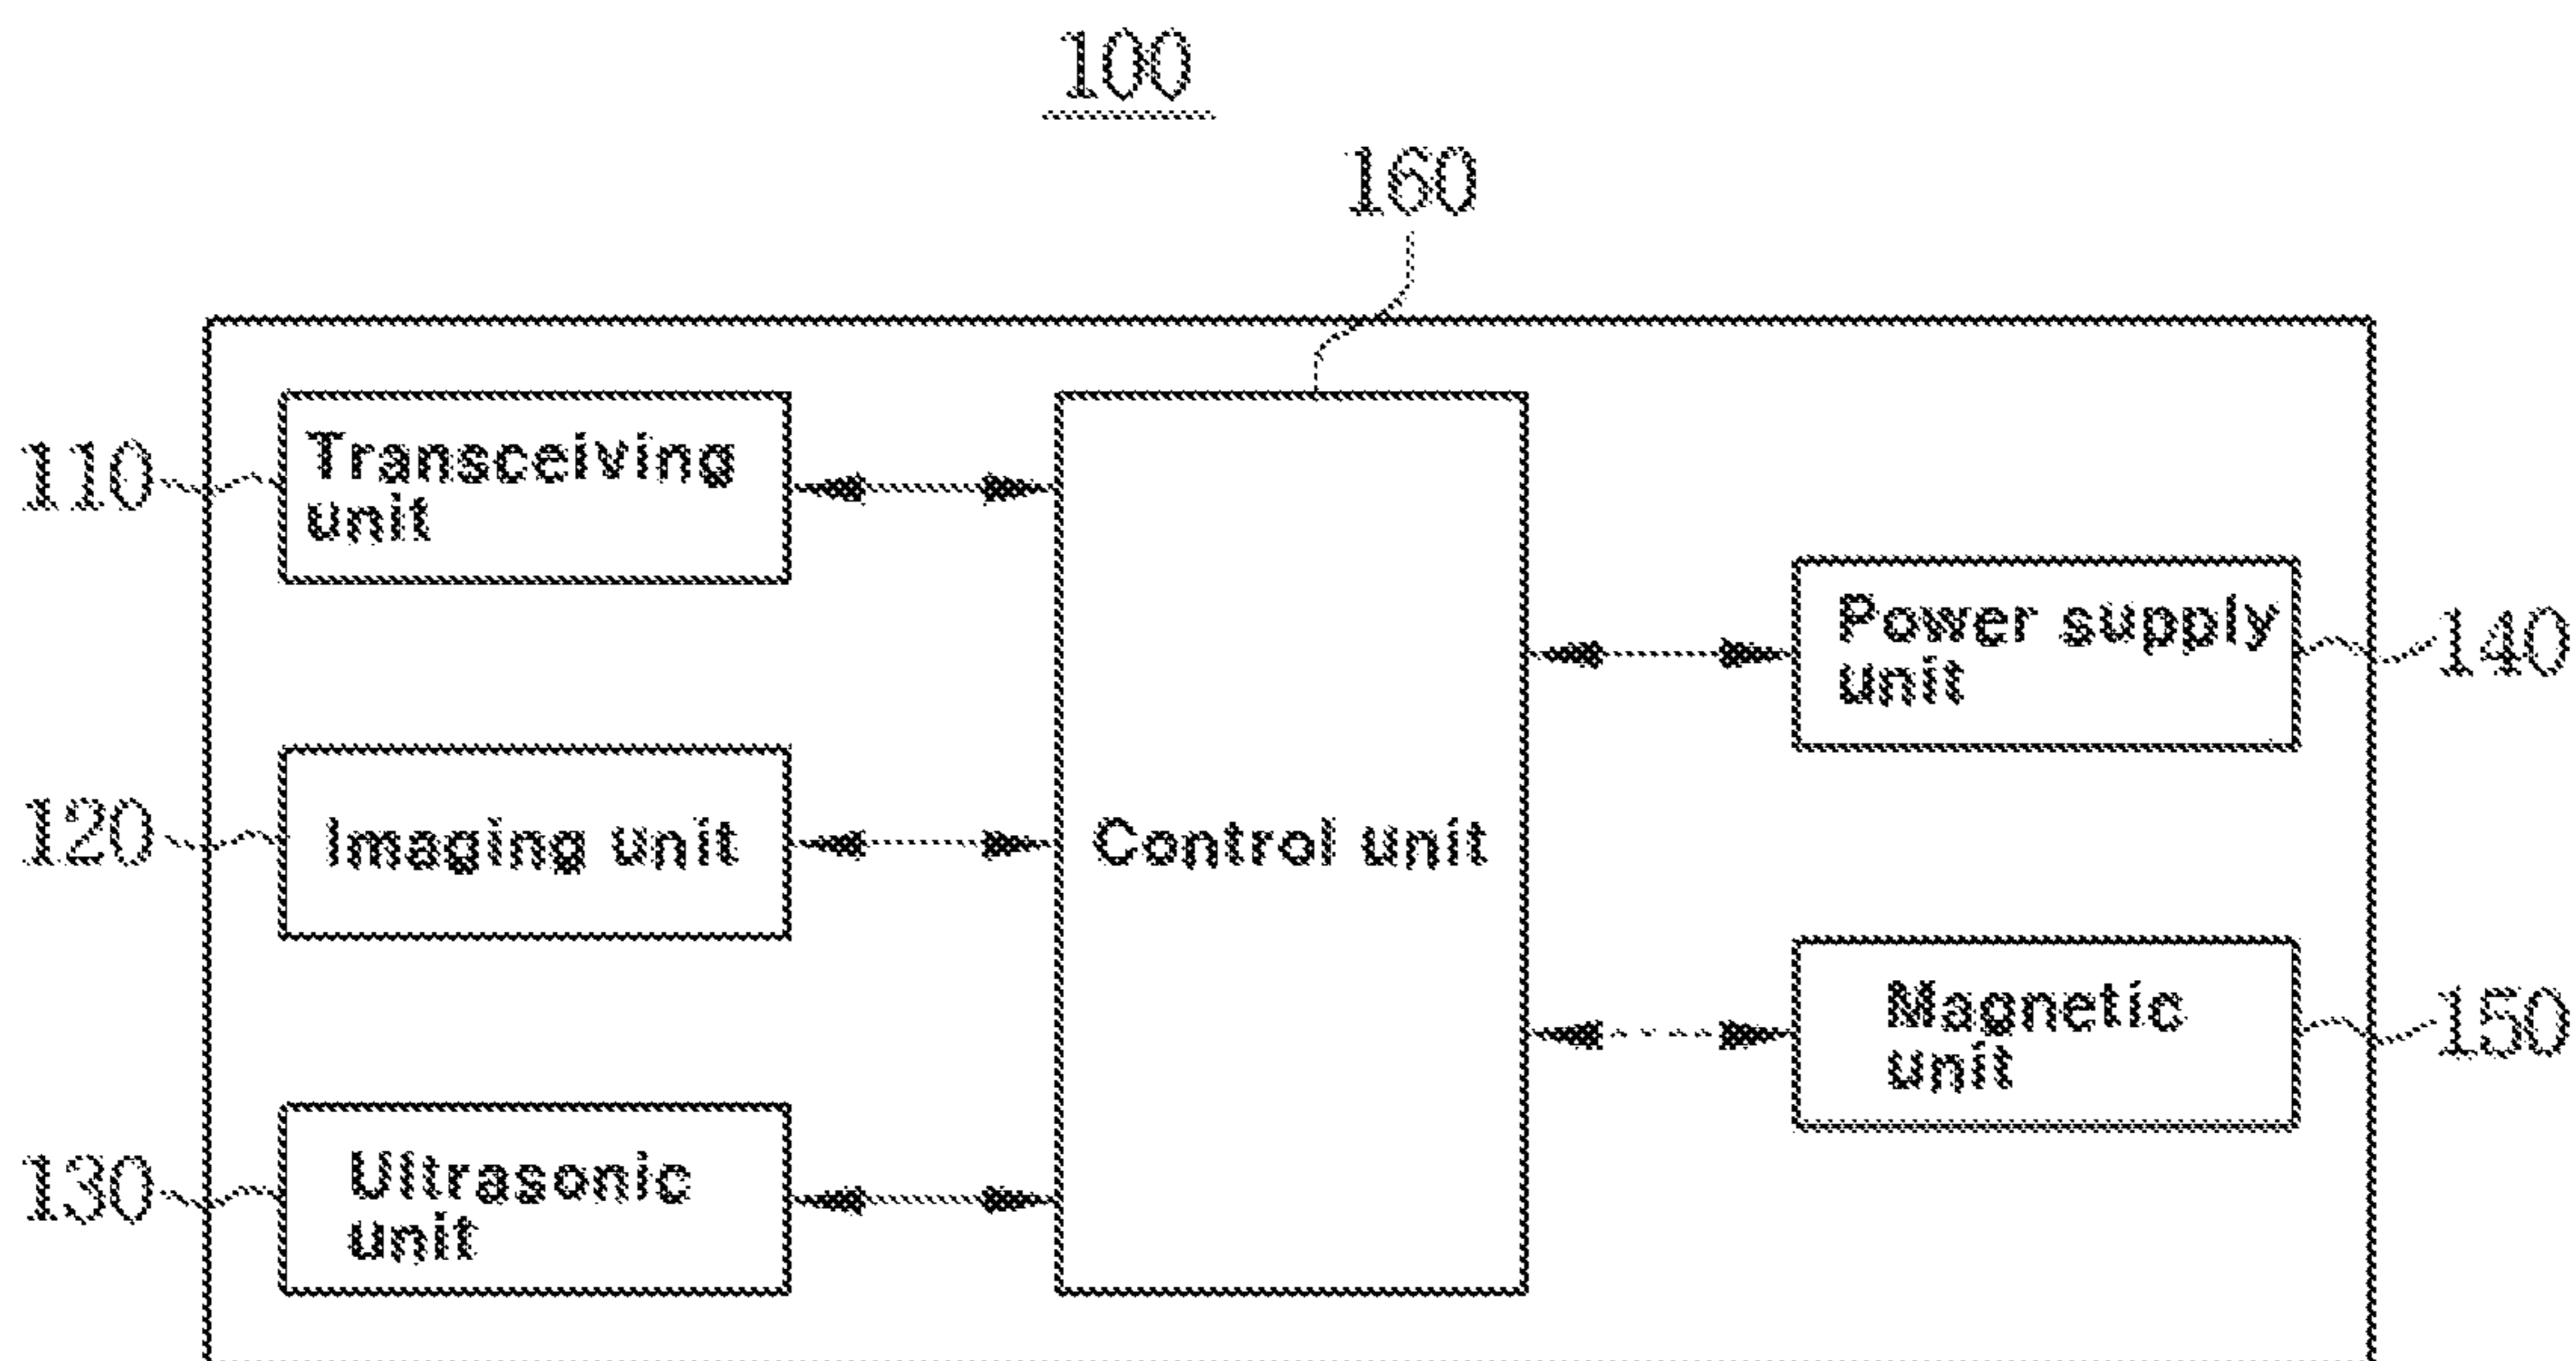 100
160
110
Transceiving
unit
Power supply
unit
140
120
Imaging unit
Control unit
Magnetic
unit
150
130
Ultrasonic
unit